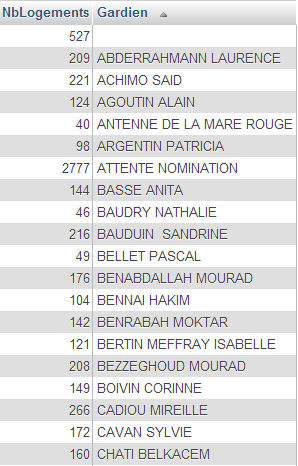 NbLogements Gardien
527
209 ABDERRAHMANN LAURENCE
221 ACHIMO SAID
124 AGOUTIN ALAIN
40 ANTENNE DE LA MARE ROUGE
98 ARGENTIN PATRICIA
2777 ATTENTE NOMINATION
144 BASSE ANITA
46 BAUDRY NATHALIE
216 BAUDUIN  SANDRINE
49 BELLET PASCAL
176 BENABDALLAH MOURAD
104 BENNAI HAKIM
142 BENRABAH MOKTAR
121 BERTIN MEFFRAY ISABELLE
208 BEZZEGHOUD MOURAD
149 BOIVIN CORINNE
266 CADIOU MIREILLE
172 CAVAN SYLVIE
160 CHATI BELKACEM